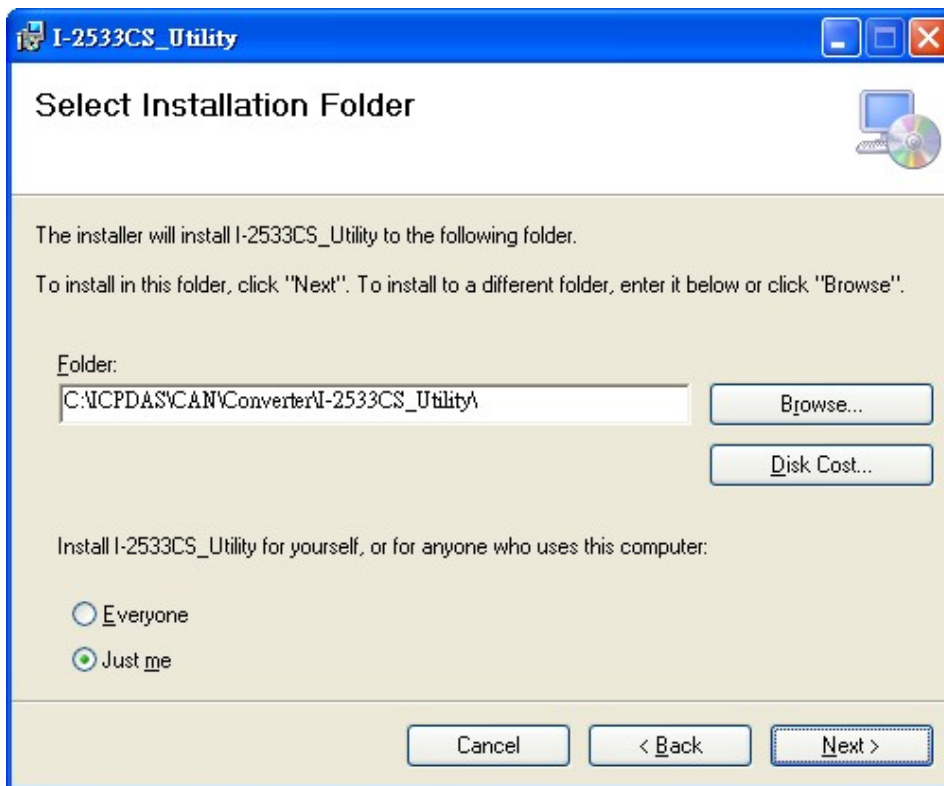 I-2533CS_Utility
Select Installation Folder
The installer will install I-2533CS_Utility to the following folder.
To install in this folder, click "Next". To install to a different folder, enter it below or click "Browse".
Folder:
C:\ICPDAS\CAN\Converter\I-2533CS_Utility\
Browse...
Disk Cost...
Install I-2533CS_Utility for yourself, or for anyone who uses this computer:
Everyone
Just me
Cancel
< Back
Next >